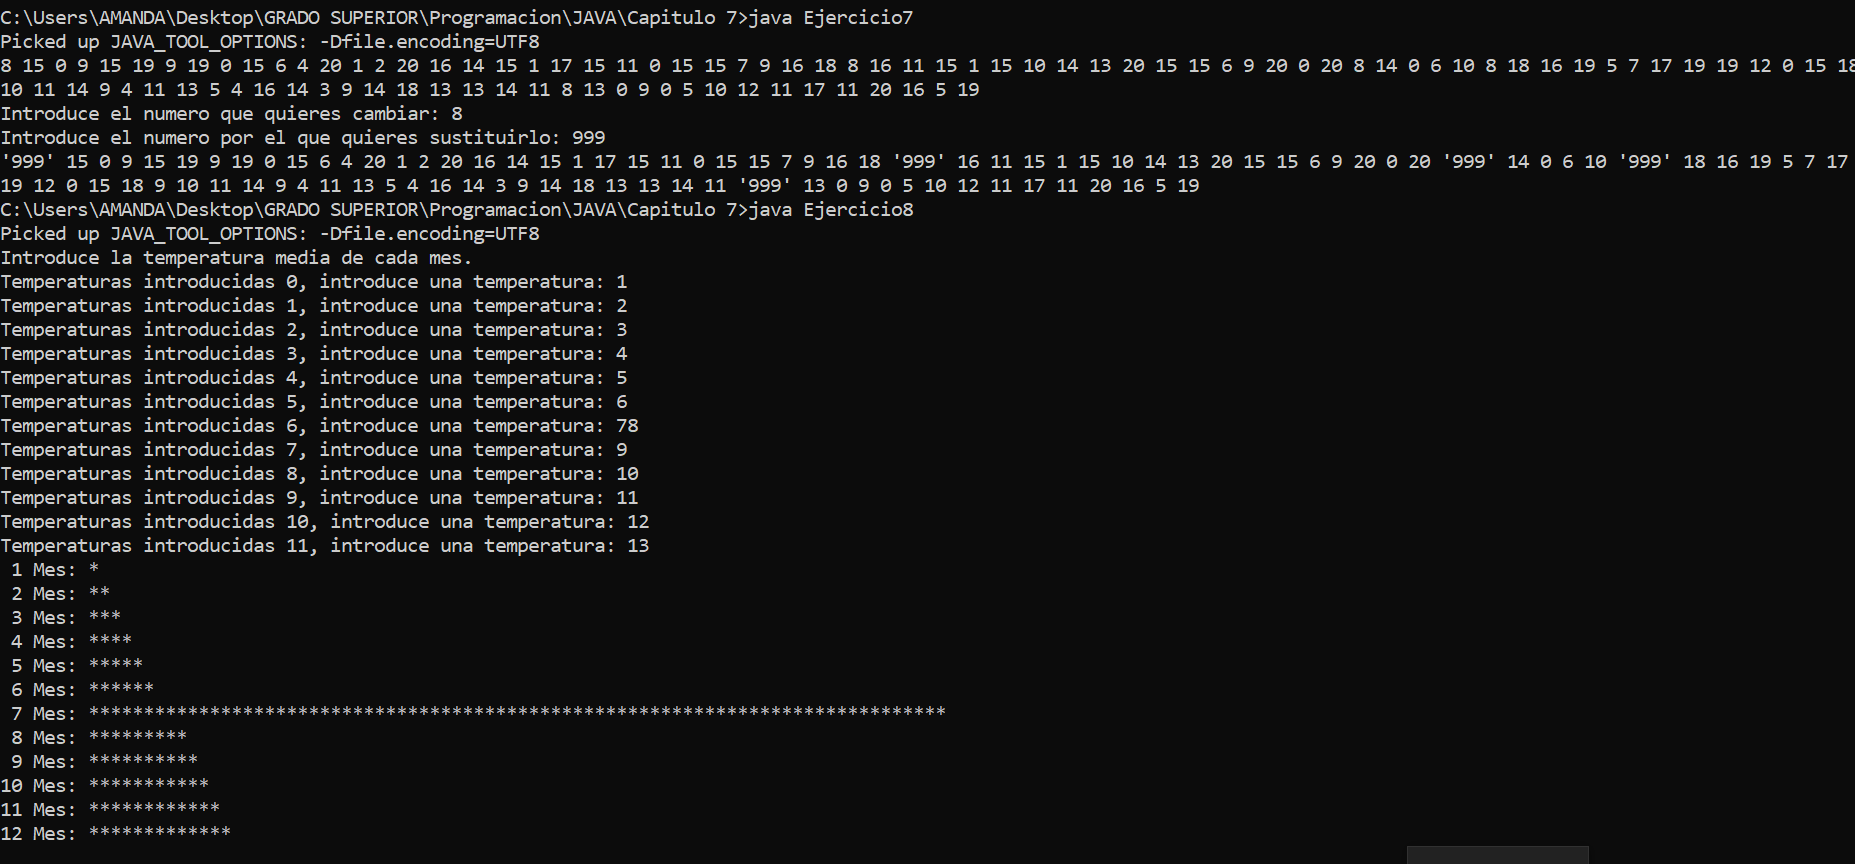 C:\Users\AMANDA\Desktop\GRADO SUPERIOR\Programacion\JAVA\Capitulo 7>java Ejercicio7
Picked up JAVA_TOOL_OPTIONS: -Dfile.encoding=UTF8
8 15 0 9 15 19 9 19 0 15 6 4 20 1 2 20 16 14 15 1 17 15 11 0 15 15 7 9 16 18 8 16 11 15 1 15 10 14 13 20 15 15 6 9 20 0 20 8 14 0 6 10 8 18 16 19 5 7 17 19 19 12 0 15 18
10 11 14 9 4 11 13 5 4 16 14 3 9 14 18 13 13 14 11 8 13 0 9 0 5 10 12 11 17 11 20 16 5 19
Introduce el numero que quieres cambiar: 8
Introduce el numero por el que quieres sustituirlo: 999
'999' 15 0 9 15 19 9 19 0 15 6 4 20 1 2 20 16 14 15 1 17 15 11 0 15 15 7 9 16 18 '999' 16 11 15 1 15 10 14 13 20 15 15 6 9 20 0 20 '999' 14 0 6 10 '999' 18 16 19 5 7 17
19 12 0 15 18 9 10 11 14 9 4 11 13 5 4 16 14 3 9 14 18 13 13 14 11 '999' 13 0 9 0 5 10 12 11 17 11 20 16 5 19
C:\Users\AMANDA\Desktop\GRADO SUPERIOR\Programacion\JAVA\Capitulo 7>java Ejercicio8
Picked up JAVA_TOOL_OPTIONS: -Dfile.encoding=UTF8
Introduce la temperatura media de cada mes.
Temperaturas introducidas 0, introduce una temperatura: 1
Temperaturas introducidas 1, introduce una temperatura: 2
Temperaturas introducidas 2, introduce una temperatura: 3
Temperaturas introducidas 3, introduce una temperatura: 4
Temperaturas introducidas 4, introduce una temperatura: 5
Temperaturas introducidas 5, introduce una temperatura: 6
Temperaturas introducidas 6, introduce una temperatura: 78
Temperaturas introducidas 7, introduce una temperatura: 9
Temperaturas introducidas 8, introduce una temperatura: 10
Temperaturas introducidas 9, introduce una temperatura: 11
Temperaturas introducidas 10, introduce una temperatura: 12
Temperaturas introducidas 11, introduce una temperatura: 13
1 Mes: *
2 Mes: **
3 Mes: ***
4 Mes: ****
5 Mes: *****
6 Mes: ******
7 Mes: ******************************************************************************
8 Mes: *********
9 Mes: **********
10 Mes: ***********
11 Mes: ************
12 Mes: *************